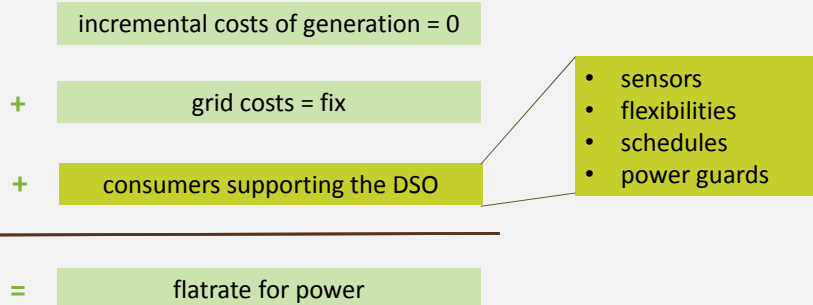 incremental costs of generation = 0
+ grid costs = fix
+ consumers supporting the DSO
• sensors
• flexibilities
• schedules
• power guards
= flatrate for power